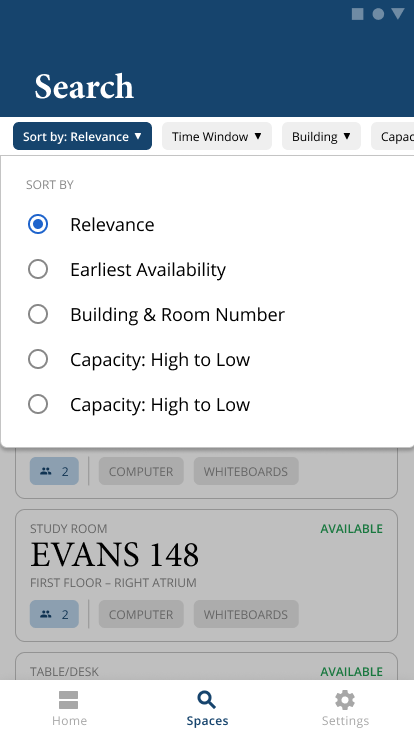 Search
Sort by: Relevance ▼ Time Window ▼ Building ▼ Capac
SORT BY
Relevance
Earliest Availability
Building & Room Number
Capacity: High to Low
Capacity: High to Low
2 COMPUTER WHITEBOARDS
STUDY ROOM AVAILABLE
EVANS 148
FIRST FLOOR – RIGHT ATRIUM
2 COMPUTER WHITEBOARDS
TABLE/DESK AVAILABLE
Home Spaces Settings